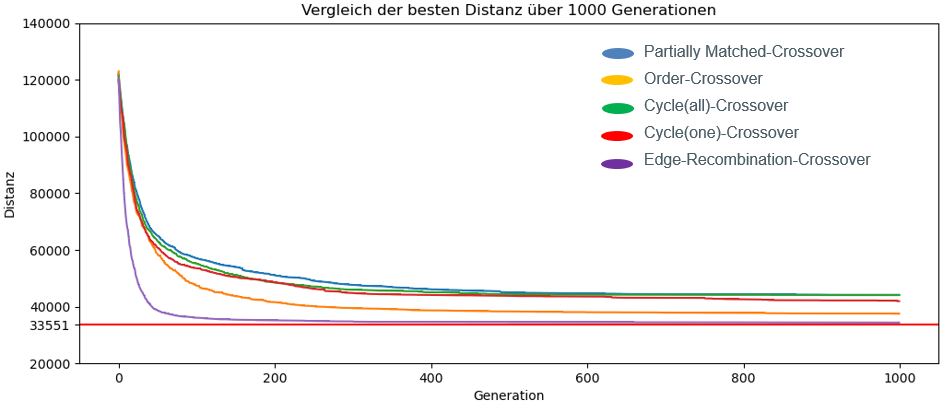 Vergleich der besten Distanz über 1000 Generationen
140000
120000
100000
80000
60000
40000
33551
20000
Distanz
Partially Matched-Crossover
Order-Crossover
Cycle(all)-Crossover
Cycle(one)-Crossover
Edge-Recombination-Crossover
0
200
400
600
800
1000
Generation